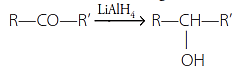 R—CO—R′ LiAlH₄ → R—CH—R′
OH